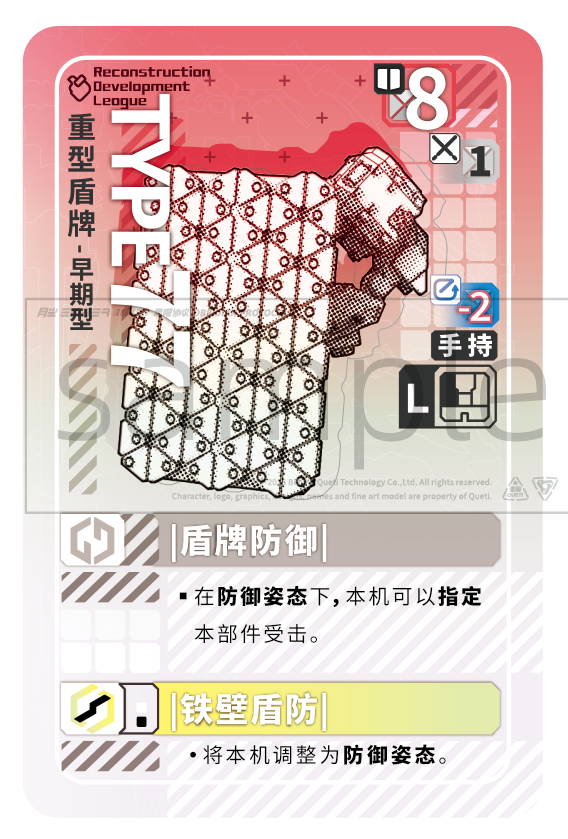 Reconstruction
Development
League
8
重型盾牌-早期型
TYPE77
1
-2
手持
L
sample
Technology Co.,Ltd, All rights reserved.
Character, logo, graphics, names and fine art model are property of Queti.
QUETI
|盾牌防御|
▪ 在防御姿态下,本机可以指定
本部件受击。
|铁壁盾防|
• 将本机调整为防御姿态。